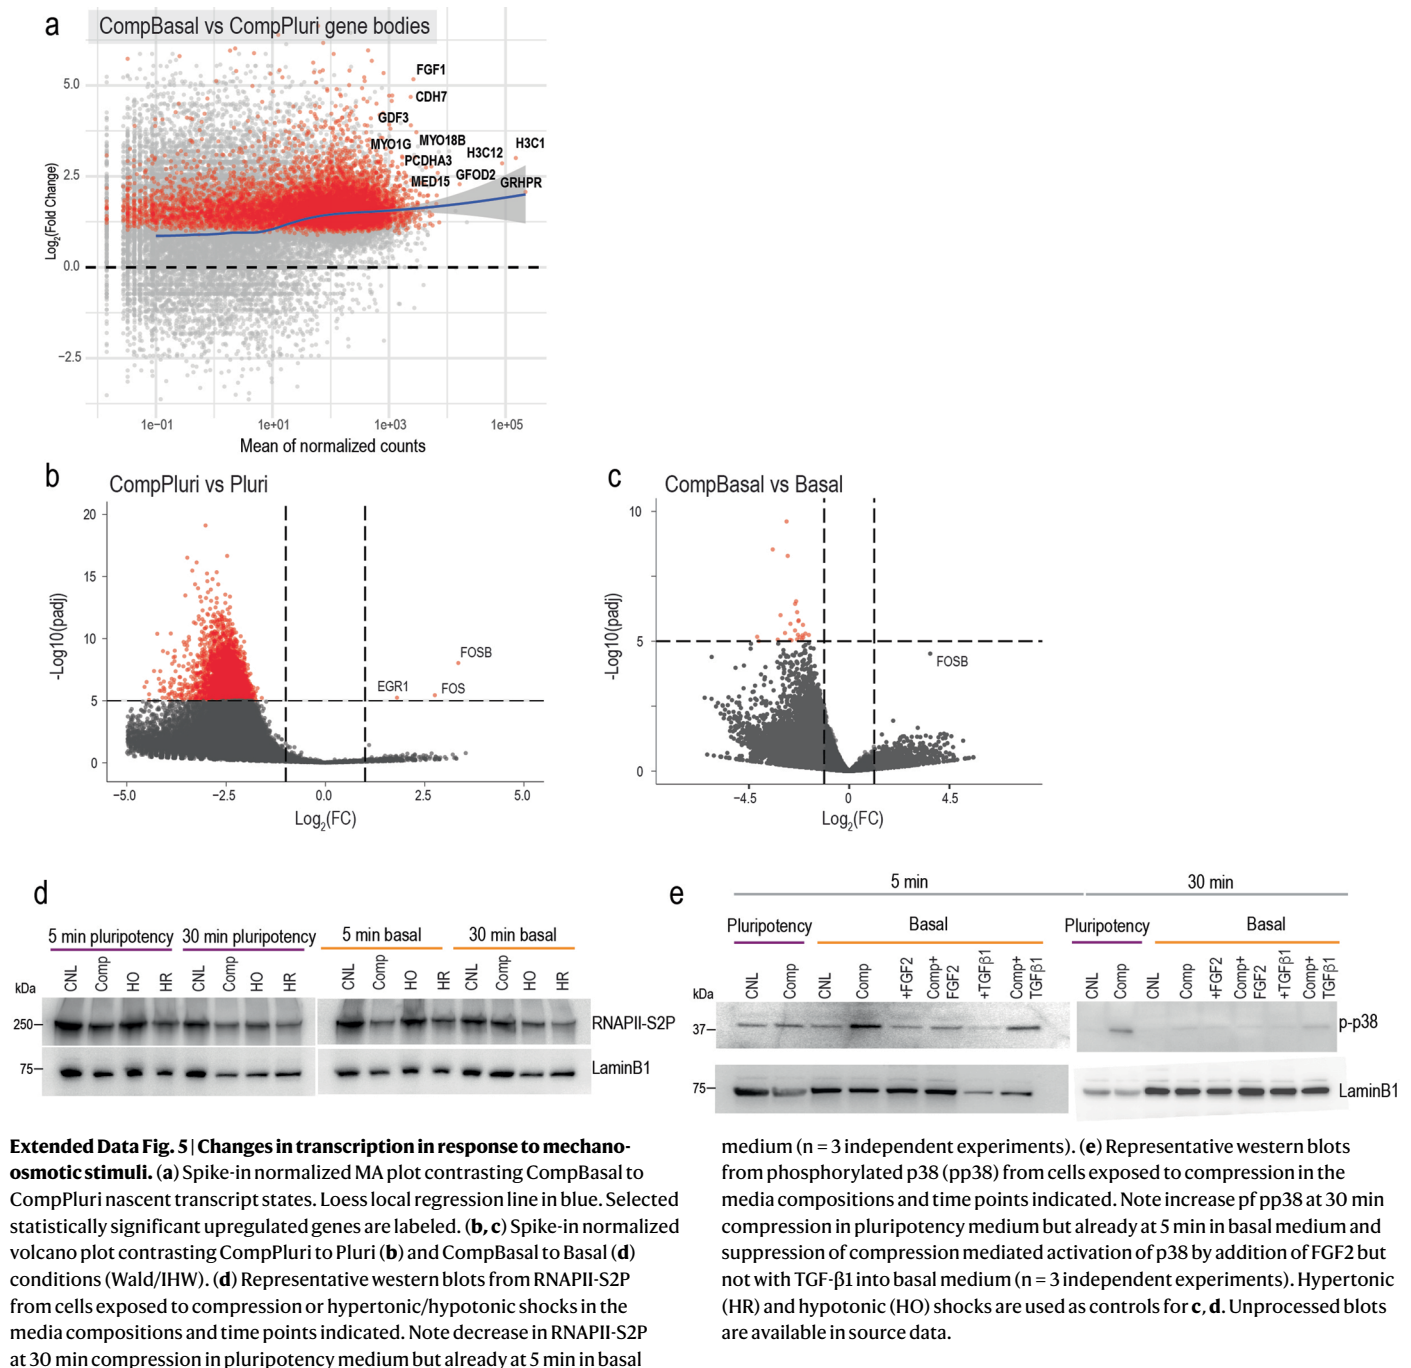 a
CompBasal vs CompPluri gene bodies
Log2(Fold Change)
5.0
2.5
0.0
−2.5
FGF1
CDH7
GDF3
MYO18B
MYO1G
H3C1
H3C12
PCDHA3
GFOD2
MED15
GRHPR
1e−01
1e+01
1e+03
1e+05
Mean of normalized counts
b
CompPluri vs Pluri
-Log10(padj)
20
15
10
5
0
FOSB
EGR1
FOS
−5.0
−2.5
0.0
2.5
5.0
Log2(FC)
c
CompBasal vs Basal
-Log10(padj)
10
5
0
FOSB
−4.5
0
4.5
Log2(FC)
d
5 min pluripotency
30 min pluripotency
5 min basal
30 min basal
CNL
Comp
HO
HR
CNL
Comp
HO
HR
CNL
Comp
HO
HR
CNL
Comp
HO
HR
kDa
250
RNAPII-S2P
75
LaminB1
e
5 min
30 min
Pluripotency
Basal
Pluripotency
Basal
CNL
Comp
CNL
Comp
+FGF2
Comp+
FGF2
+TGFβ1
Comp+
TGFβ1
CNL
Comp
CNL
Comp
+FGF2
Comp+
FGF2
+TGFβ1
Comp+
TGFβ1
kDa
37
p-p38
75
LaminB1
Extended Data Fig. 5 | Changes in transcription in response to mechano-
osmotic stimuli. (a) Spike-in normalized MA plot contrasting CompBasal to
CompPluri nascent transcript states. Loess local regression line in blue. Selected
statistically significant upregulated genes are labeled. (b, c) Spike-in normalized
volcano plot contrasting CompPluri to Pluri (b) and CompBasal to Basal (d)
conditions (Wald/IHW). (d) Representative western blots from RNAPII-S2P
from cells exposed to compression or hypertonic/hypotonic shocks in the
media compositions and time points indicated. Note decrease in RNAPII-S2P
at 30 min compression in pluripotency medium but already at 5 min in basal
medium (n = 3 independent experiments). (e) Representative western blots
from phosphorylated p38 (pp38) from cells exposed to compression in the
media compositions and time points indicated. Note increase pf pp38 at 30 min
compression in pluripotency medium but already at 5 min in basal medium and
suppression of compression mediated activation of p38 by addition of FGF2 but
not with TGF-β1 into basal medium (n = 3 independent experiments). Hypertonic
(HR) and hypotonic (HO) shocks are used as controls for c, d. Unprocessed blots
are available in source data.